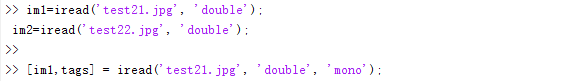 >> im1=iread('test21.jpg', 'double');
im2=iread('test22.jpg', 'double');
>>
>> [im1,tags] = iread('test21.jpg', 'double', 'mono');